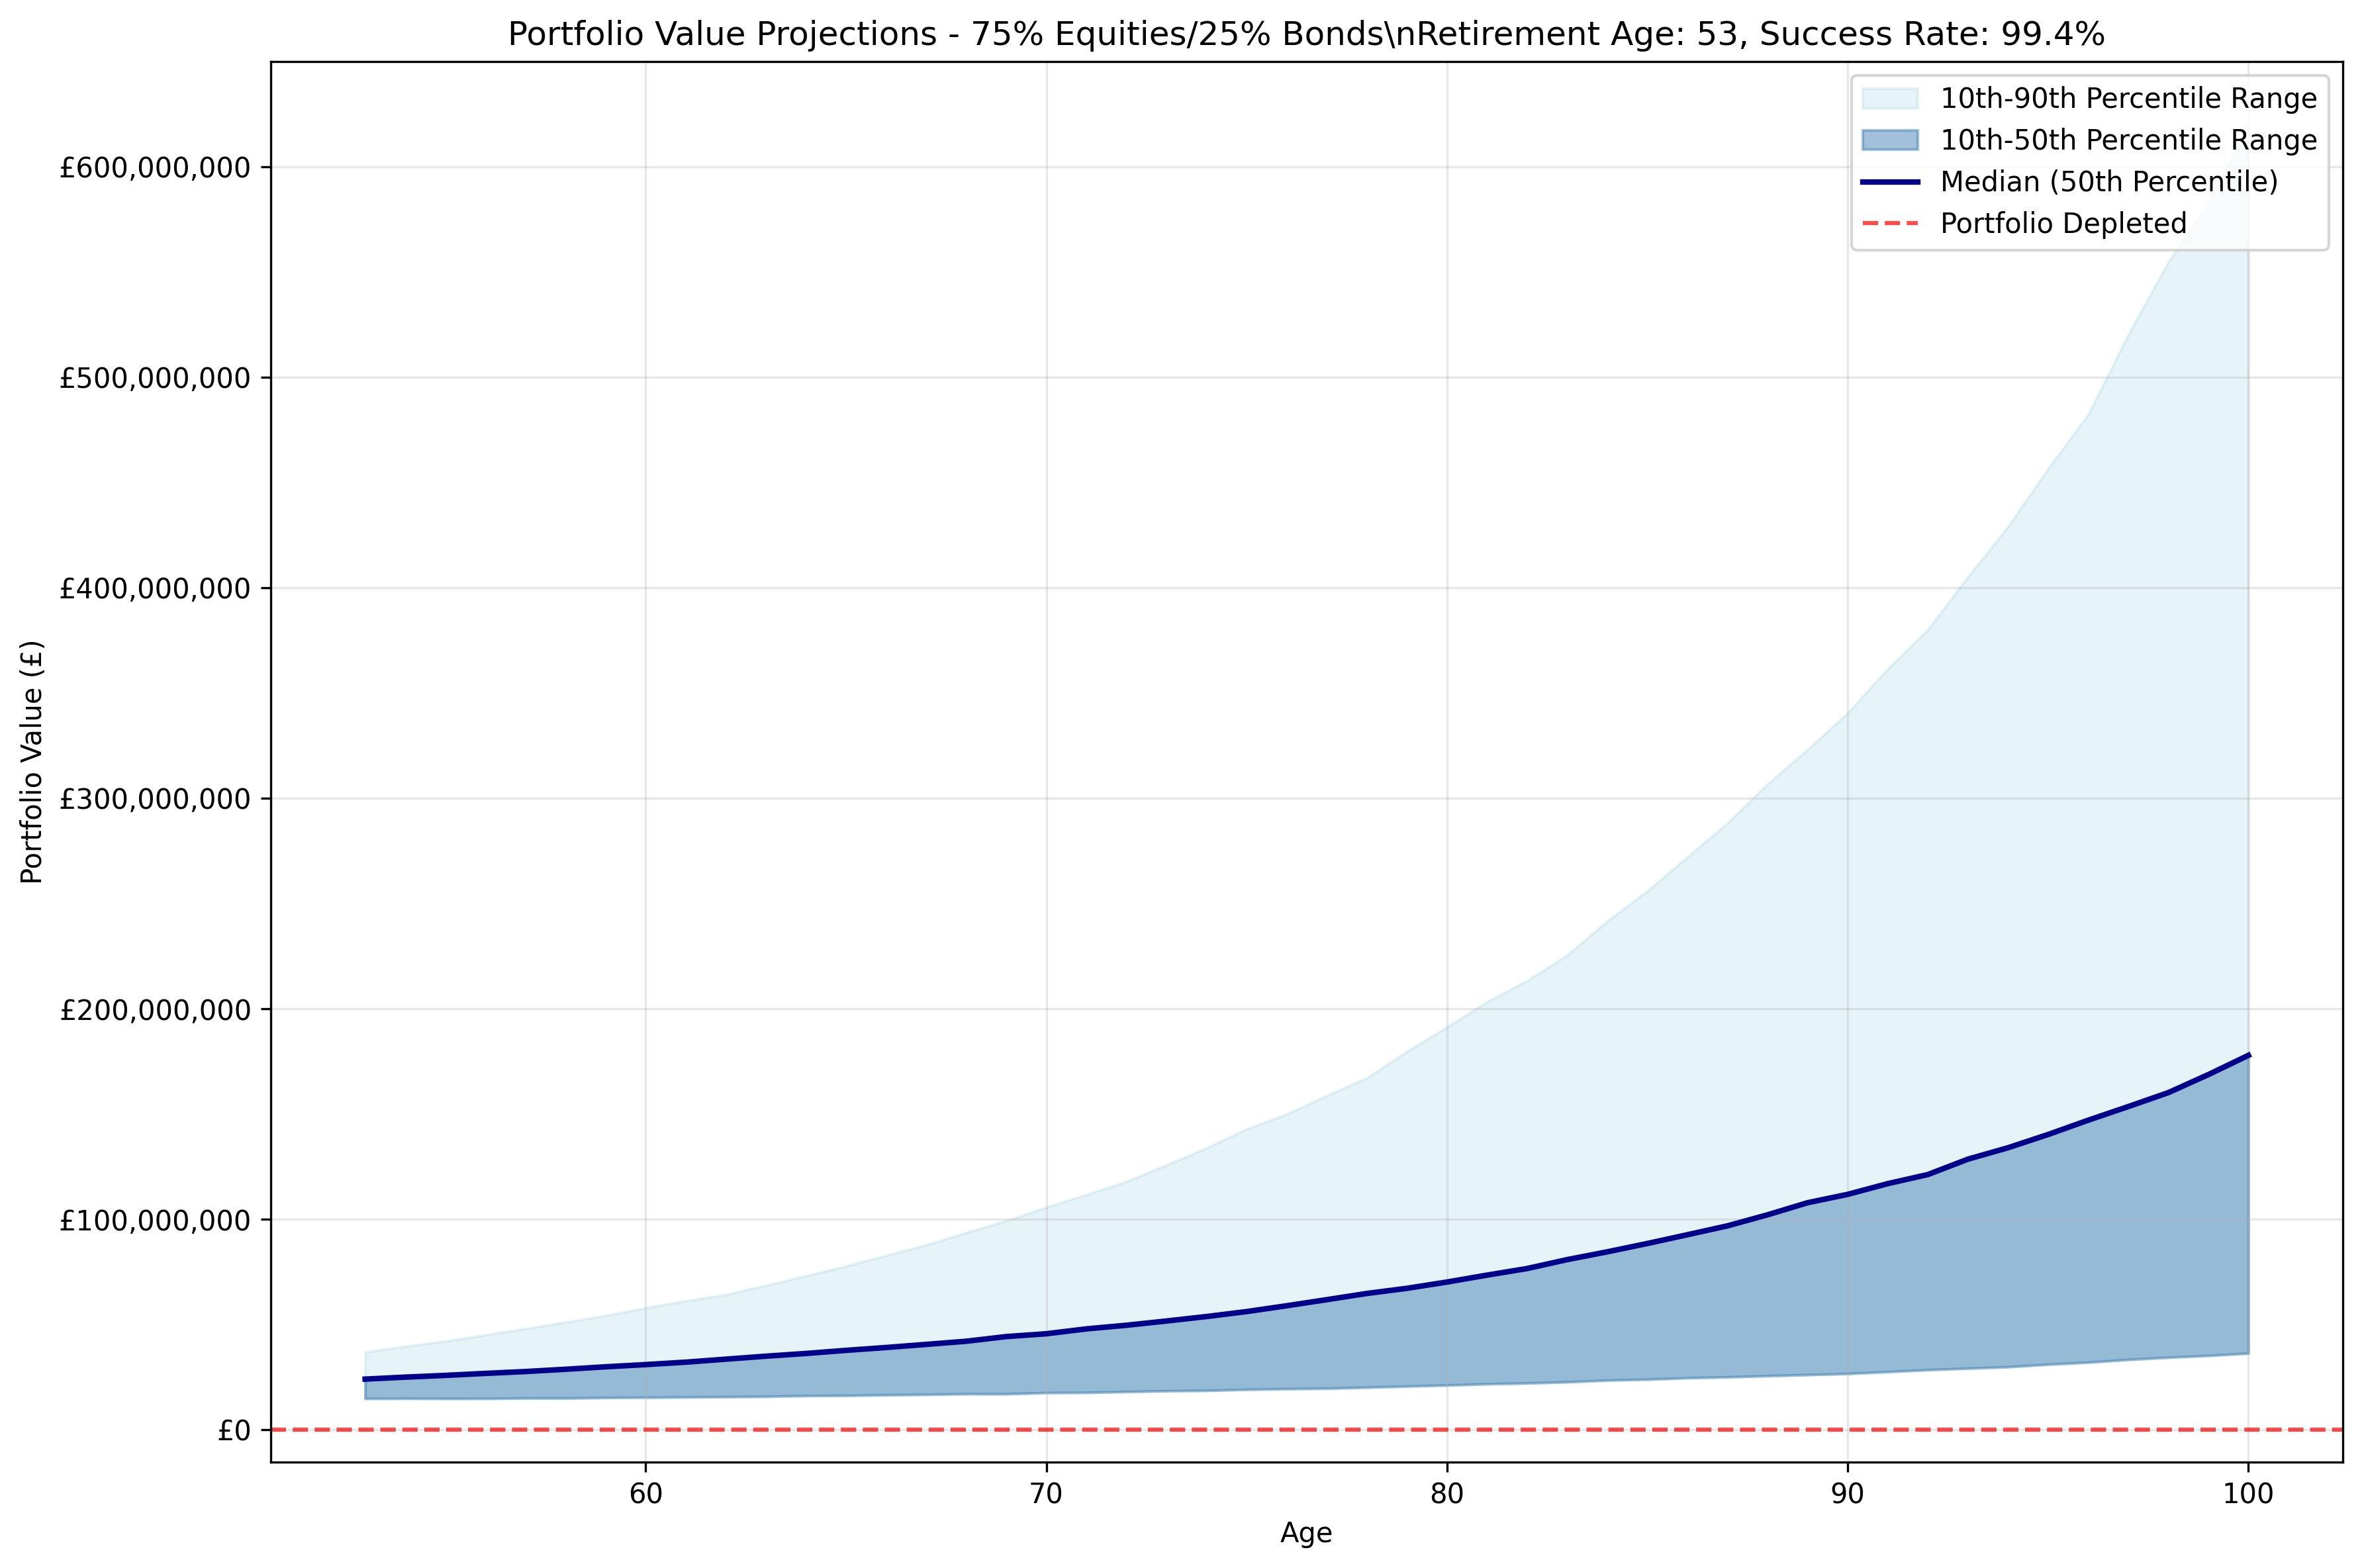 Portfolio Value Projections - 75% Equities/25% Bonds\nRetirement Age: 53, Success Rate: 99.4%
10th-90th Percentile Range
10th-50th Percentile Range
Median (50th Percentile)
Portfolio Depleted
Portfolio Value (£)
£600,000,000
£500,000,000
£400,000,000
£300,000,000
£200,000,000
£100,000,000
£0
60
70
80
90
100
Age